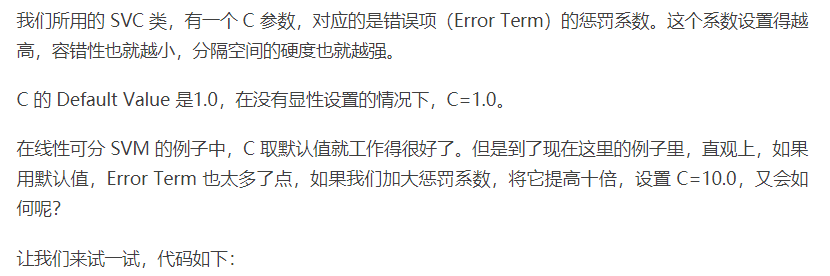 我们所用的 SVC 类，有一个 C 参数，对应的是错误项（Error Term）的惩罚系数。这个系数设置得越
高，容错性也就越小，分隔空间的硬度也就越强。
C 的 Default Value 是1.0，在没有显性设置的情况下，C=1.0。
在线性可分 SVM 的例子中，C 取默认值就工作得很好了。但是到了现在这里的例子里，直观上，如果
用默认值，Error Term 也太多了点，如果我们加大惩罚系数，将它提高十倍，设置 C=10.0，又会如
何呢？
让我们来试一试，代码如下：